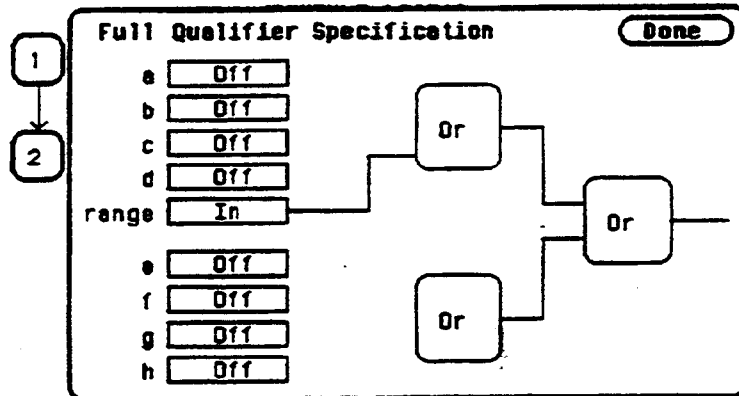 Full Qualifier Specification Done
1
a Off
b Off
Or
c Off
2
d Off
range In
Or
e Off
f Off
Or
g Off
h Off